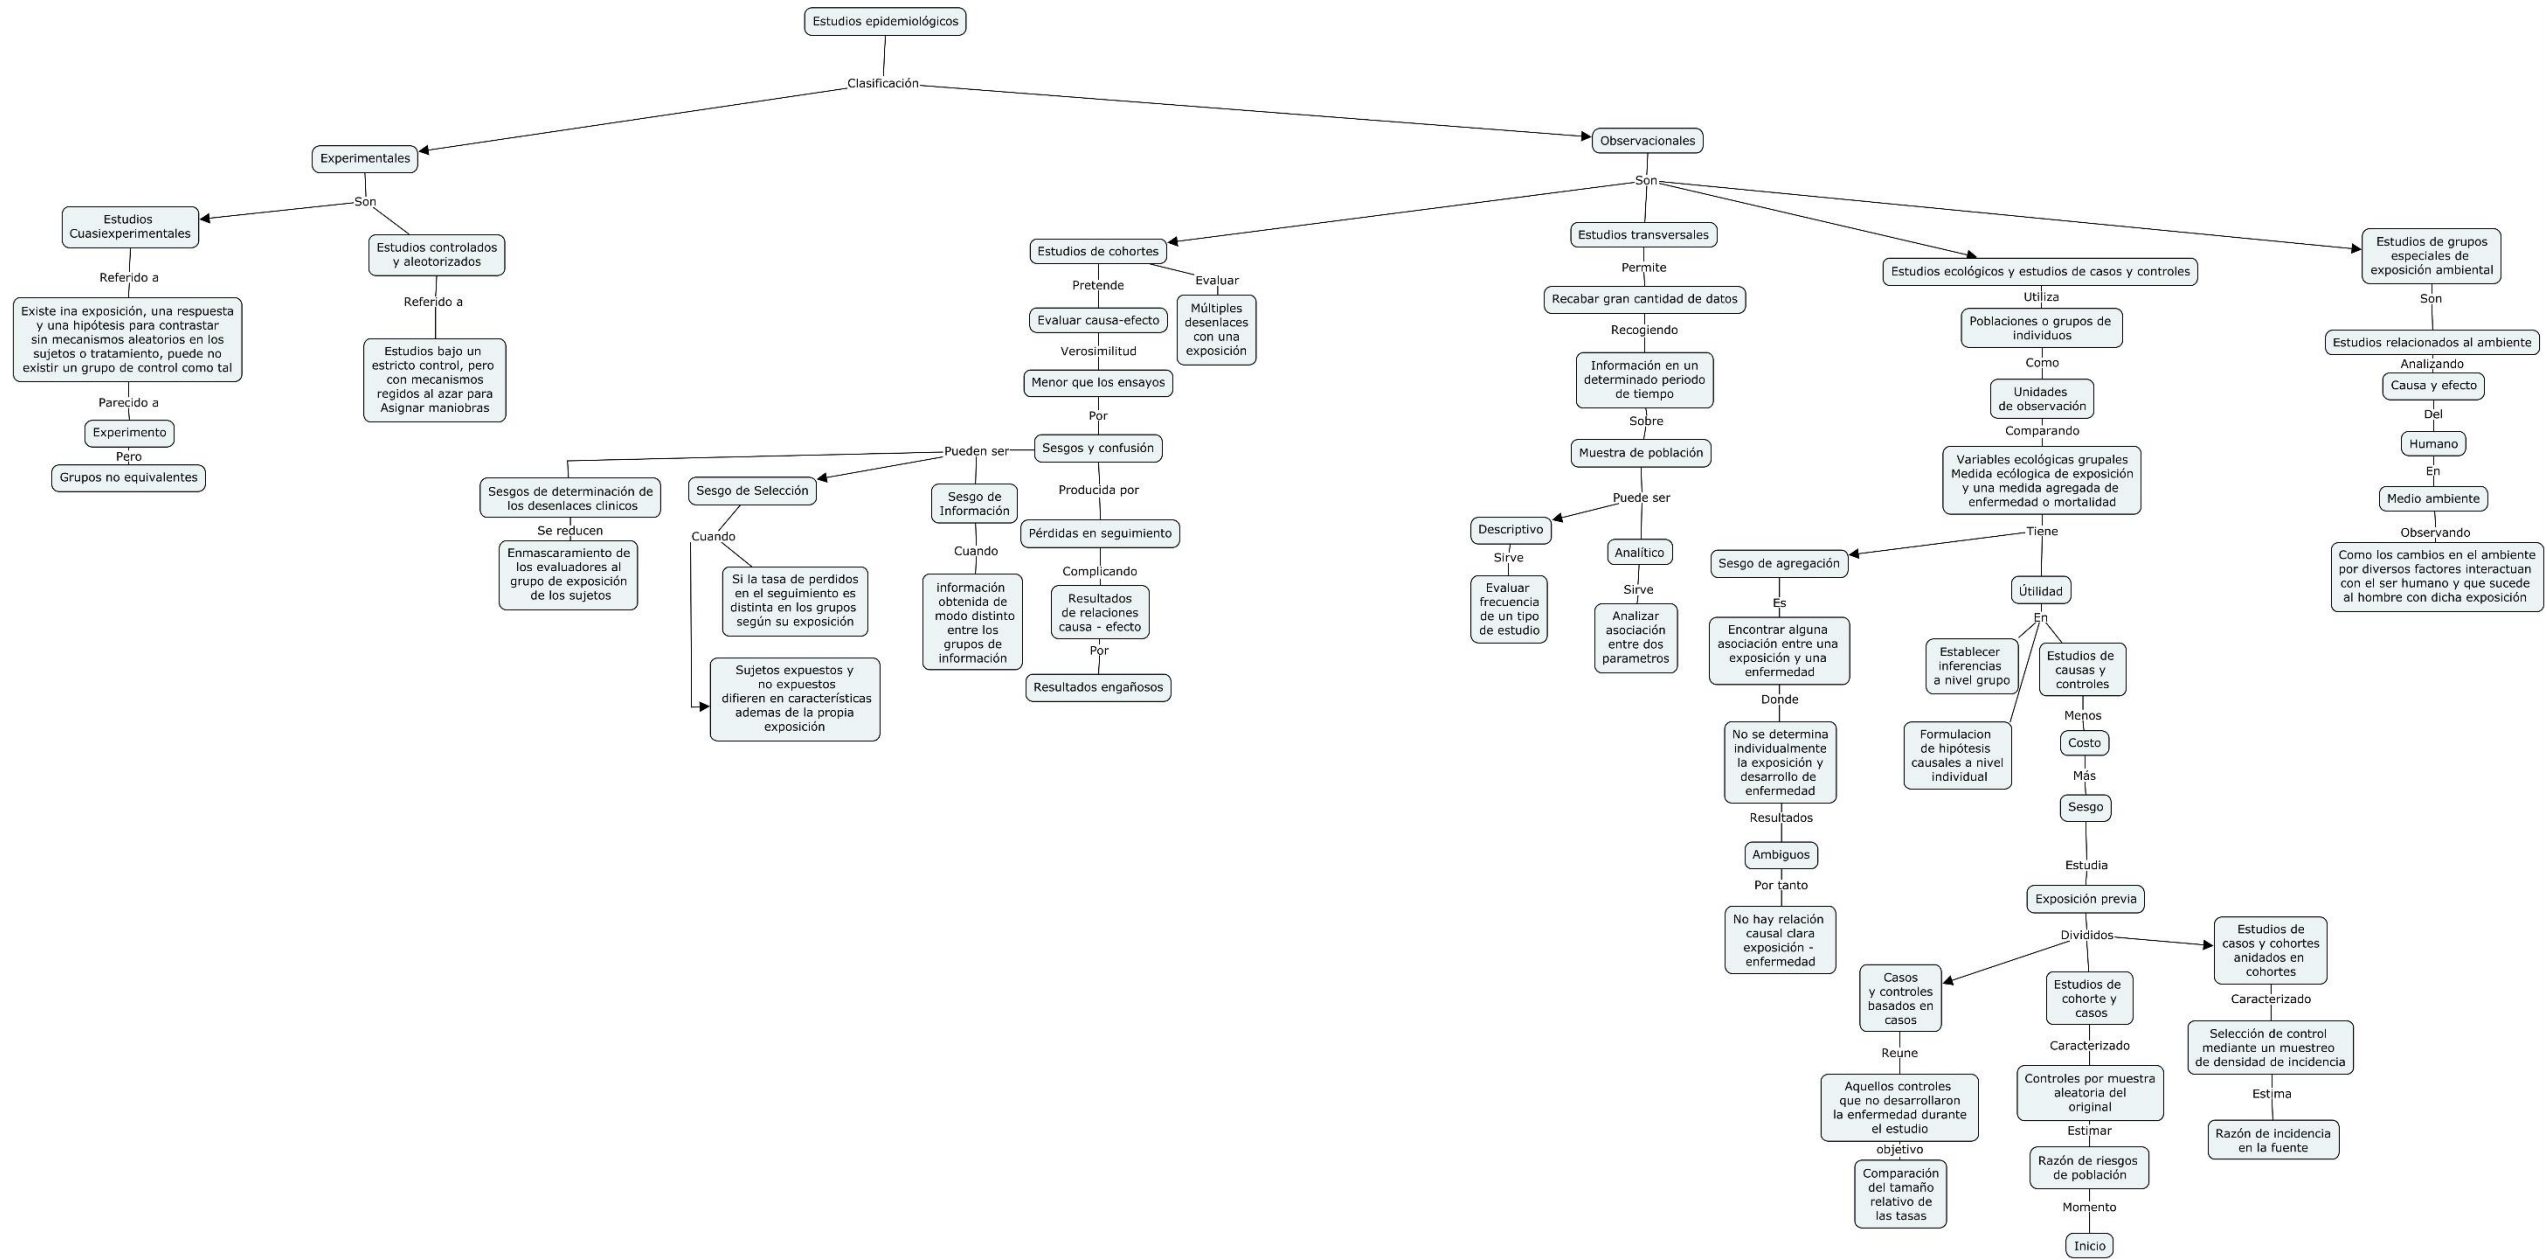 Estudios epidemiológicos
Clasificación
Experimentales
Son
Estudios
Cuasiexperimentales
Referido a
Existe ina exposición, una respuesta
y una hipótesis para contrastar
sin mecanismos aleatorios en los
sujetos o tratamiento, puede no
existir un grupo de control como tal
Parecido a
Experimento
Pero
Grupos no equivalentes
Estudios controlados
y aleotorizados
Referido a
Estudios bajo un
estricto control, pero
con mecanismos
regidos al azar para
Asignar maniobras
Observacionales
Son
Estudios de cohortes
Pretende
Evaluar causa-efecto
Verosimilitud
Menor que los ensayos
Por
Sesgos y confusión
Evaluar
Múltiples
desenlaces
con una
exposición
Pueden ser
Sesgos de determinación de
los desenlaces clinicos
Se reducen
Enmascaramiento de
los evaluadores al
grupo de exposición
de los sujetos
Sesgo de Selección
Cuando
Si la tasa de perdidos
en el seguimiento es
distinta en los grupos
según su exposición
Sujetos expuestos y
no expuestos
difieren en características
ademas de la propia
exposición
Sesgo de
Información
Cuando
información
obtenida de
modo distinto
entre los
grupos de
información
Producida por
Pérdidas en seguimiento
Complicando
Resultados
de relaciones
causa - efecto
Por
Resultados engañosos
Estudios transversales
Permite
Recabar gran cantidad de datos
Recogiendo
Información en un
determinado periodo
de tiempo
Sobre
Muestra de población
Puede ser
Descriptivo
Sirve
Evaluar
frecuencia
de un tipo
de estudio
Analítico
Sirve
Analizar
asociación
entre dos
parametros
Estudios ecológicos y estudios de casos y controles
Utiliza
Poblaciones o grupos de
individuos
Como
Unidades
de observación
Comparando
Variables ecológicas grupales
Medida ecólogica de exposición
y una medida agregada de
enfermedad o mortalidad
Tiene
Sesgo de agregación
Es
Encontrar alguna
asociación entre una
exposición y una
enfermedad
Donde
No se determina
individualmente
la exposición y
desarrollo de
enfermedad
Resultados
Ambiguos
Por tanto
No hay relación
causal clara
exposición -
enfermedad
Útilidad
En
Establecer
inferencias
a nivel grupo
Formulacion
de hipótesis
causales a nivel
individual
Estudios de
causas y
controles
Menos
Costo
Más
Sesgo
Estudia
Exposición previa
Divididos
Casos
y controles
basados en
casos
Reune
Aquellos controles
que no desarrollaron
la enfermedad durante
el estudio
objetivo
Comparación
del tamaño
relativo de
las tasas
Estudios de
cohorte y
casos
Caracterizado
Controles por muestra
aleatoria del
original
Estimar
Razón de riesgos
de población
Momento
Inicio
Estudios de
casos y cohortes
anidados en
cohortes
Caracterizado
Selección de control
mediante un muestreo
de densidad de incidencia
Estima
Razón de incidencia
en la fuente
Estudios de grupos
especiales de
exposición ambiental
Son
Estudios relacionados al ambiente
Analizando
Causa y efecto
Del
Humano
En
Medio ambiente
Observando
Como los cambios en el ambiente
por diversos factores interactuan
con el ser humano y que sucede
al hombre con dicha exposición